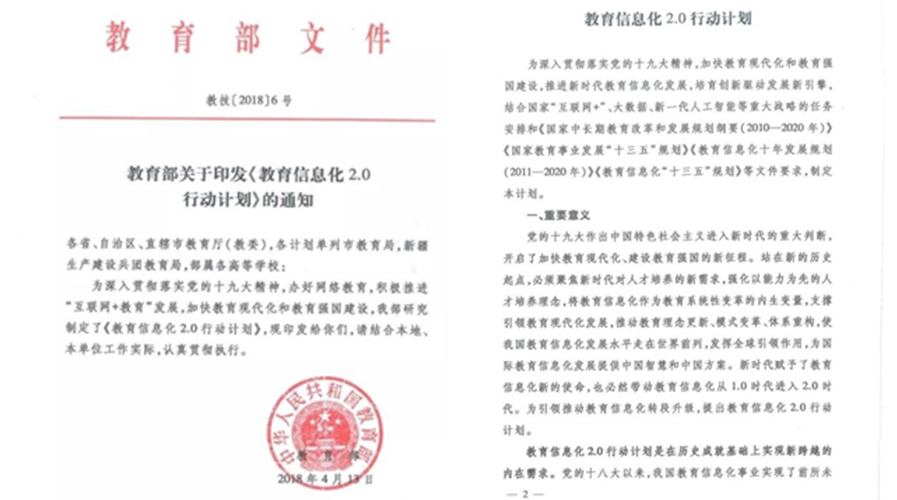 教育部文件
教技〔2018〕6号
教育部关于印发《教育信息化 2.0
行动计划》的通知
各省、自治区、直辖市教育厅(教委),各计划单列市教育局,新疆
生产建设兵团教育局,部属各高等学校:
为深入贯彻落实党的十九大精神,办好网络教育,积极推进
“互联网+教育”发展,加快教育现代化和教育强国建设,我部研究
制定了《教育信息化 2.0 行动计划》,现印发给你们,请结合本地、
本单位工作实际,认真贯彻执行。
中华人民共和国教育部
教育部
2018年4月13日
教育信息化 2.0 行动计划
为深入贯彻落实党的十九大精神,加快教育现代化和教育强
国建设,推进新时代教育信息化发展,培育创新驱动发展新引擎,
结合国家“互联网+”、大数据、新一代人工智能等重大战略的任务
安排和《国家中长期教育改革和发展规划纲要(2010—2020年)》
《国家教育事业发展“十三五”规划》《教育信息化十年发展规划
(2011—2020年)》《教育信息化“十三五”规划》等文件要求,制定
本计划。
一、重要意义
党的十九大作出中国特色社会主义进入新时代的重大判断,
开启了加快教育现代化、建设教育强国的新征程。站在新的历史
起点,必须聚焦新时代对人才培养的新需求,强化以能力为先的人
才培养理念,将教育信息化作为教育系统性变革的内生变量,支撑
引领教育现代化发展,推动教育理念更新、模式变革、体系重构,使
我国教育信息化发展水平走在世界前列,发挥全球引领作用,为国
际教育信息化发展提供中国智慧和中国方案。新时代赋予了教育
信息化新的使命,也必然带动教育信息化从 1.0 时代进入 2.0 时
代。为引领推动教育信息化转段升级,提出教育信息化 2.0 行动
计划。
教育信息化 2.0 行动计划是在历史成就基础上实现新跨越的
内在需求。党的十八大以来,我国教育信息化事业实现了前所未
— 2 —